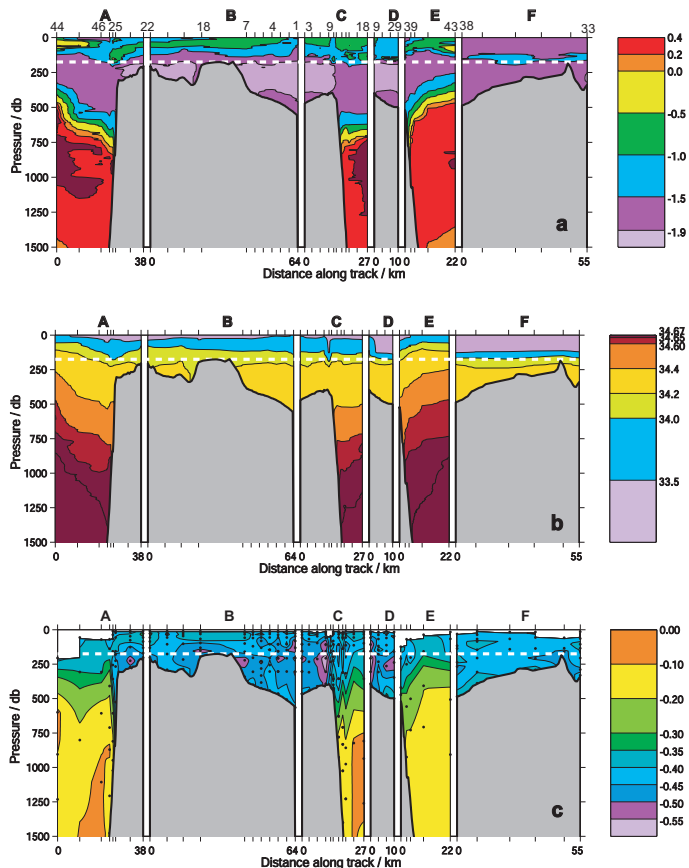 A B C D E F
44 46 25 22 18 7 4 1 3 9 18 9 29 39 43 38 33
0
250
500
750
1000
1250
1500
Pressure / db
0 38 0 64 0 27 0 10 0 22 0 55
Distance along track / km
a
0.4
0.2
0.0
-0.5
-1.0
-1.5
-1.9
A B C D E F
0
250
500
750
1000
1250
1500
Pressure / db
0 38 0 64 0 27 0 10 0 22 0 55
Distance along track / km
b
34.67
34.65
34.60
34.4
34.2
34.0
33.5
A B C D E F
0
250
500
750
900
1250
1500
Pressure / db
0 38 0 64 0 27 0 10 0 22 0 55
Distance along track / km
c
0.00
-0.10
-0.20
-0.30
-0.35
-0.40
-0.45
-0.50
-0.55